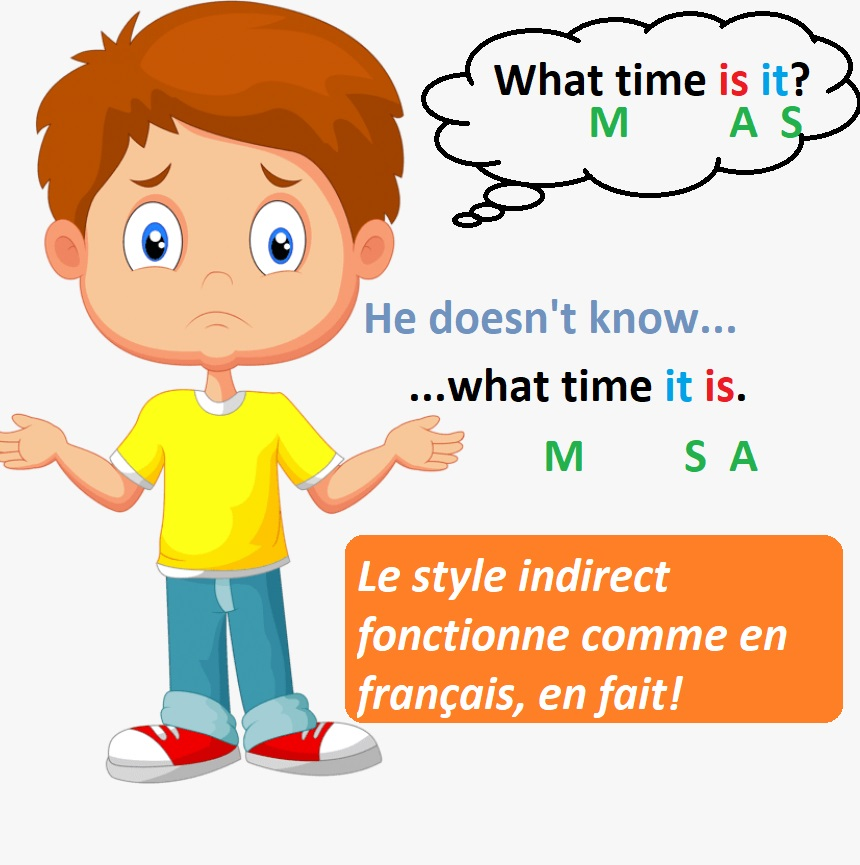 What time is it?
M A S
He doesn't know...
...what time it is.
M S A
Le style indirect
fonctionne comme en
français, en fait!